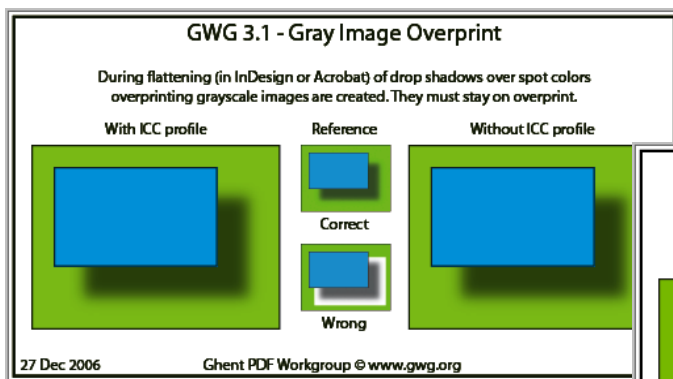 GWG 3.1 - Gray Image Overprint
During flattening (in InDesign or Acrobat) of drop shadows over spot colors
overprinting grayscale images are created. They must stay on overprint.
With ICC profile
Reference
Without ICC profile
Correct
Wrong
27 Dec 2006
Ghent PDF Workgroup © www.gwg.org